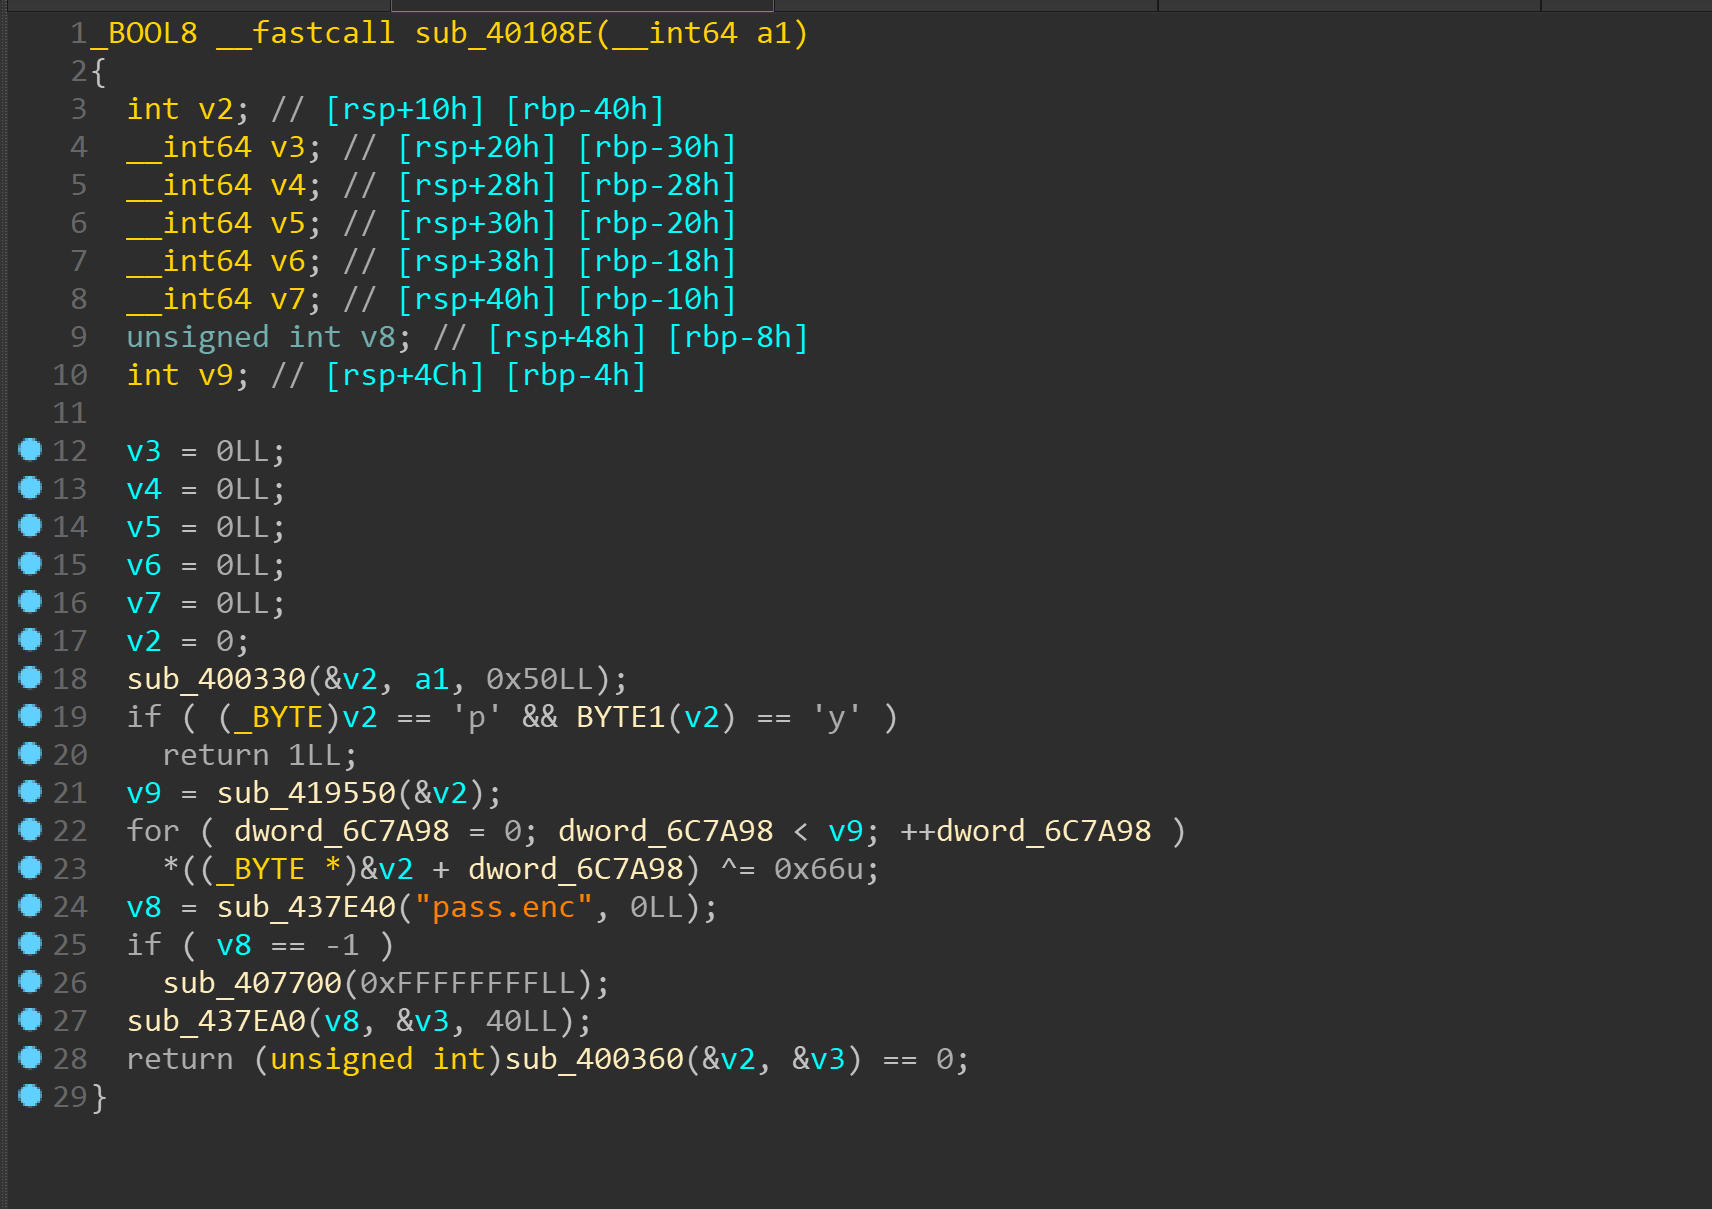 1 _BOOL8 __fastcall sub_40108E(__int64 a1)
2 {
3   int v2; // [rsp+10h] [rbp-40h]
4   __int64 v3; // [rsp+20h] [rbp-30h]
5   __int64 v4; // [rsp+28h] [rbp-28h]
6   __int64 v5; // [rsp+30h] [rbp-20h]
7   __int64 v6; // [rsp+38h] [rbp-18h]
8   __int64 v7; // [rsp+40h] [rbp-10h]
9   unsigned int v8; // [rsp+48h] [rbp-8h]
10   int v9; // [rsp+4Ch] [rbp-4h]
11
12   v3 = 0LL;
13   v4 = 0LL;
14   v5 = 0LL;
15   v6 = 0LL;
16   v7 = 0LL;
17   v2 = 0;
18   sub_400330(&v2, a1, 0x50LL);
19   if ( (_BYTE)v2 == 'p' && BYTE1(v2) == 'y' )
20     return 1LL;
21   v9 = sub_419550(&v2);
22   for ( dword_6C7A98 = 0; dword_6C7A98 < v9; ++dword_6C7A98 )
23     *((_BYTE *)&v2 + dword_6C7A98) ^= 0x66u;
24   v8 = sub_437E40("pass.enc", 0LL);
25   if ( v8 == -1 )
26     sub_407700(0xFFFFFFFFLL);
27   sub_437EA0(v8, &v3, 40LL);
28   return (unsigned int)sub_400360(&v2, &v3) == 0;
29 }